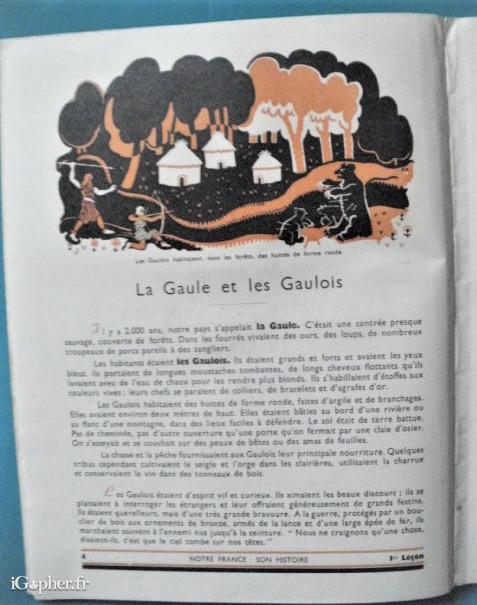 Les Gaulois habitaient, dans les forêts, des huttes de forme ronde
La Gaule et les Gaulois
Il y a 2.000 ans, notre pays s'appelait la Gaule. C'était une contrée presque
sauvage, couverte de forêts. Dans les fourrés vivaient des ours, des loups, de nombreux
troupeaux de porcs pareils à des sangliers.
Les habitants étaient les Gaulois. Ils étaient grands et forts et avaient les yeux
bleus. Ils portaient de longues moustaches tombantes, de longs cheveux flottants qu'ils
lavaient avec de l'eau de chaux pour les rendre plus blonds. Ils s'habillaient d'étoffes aux
couleurs vives ; leurs chefs se paraient de colliers, de bracelets et d'agrafes d'or.
Les Gaulois habitaient des huttes de forme ronde, faites d'argile et de branchages.
Elles avaient environ deux mètres de haut. Elles étaient bâties au bord d'une rivière ou
au flanc d'une montagne, dans des lieux faciles à défendre. Le sol était de terre battue.
Pas de cheminée, pas d'autre ouverture qu'une porte qu'on fermait par une claie d'osier.
On s'asseyait et se couchait sur des peaux de bêtes ou des amas de feuilles.
La chasse et la pêche fournissaient aux Gaulois leur principale nourriture. Quelques
tribus cependant cultivaient le seigle et l'orge dans les clairières, utilisaient la charrue
et conservaient le vin dans des tonneaux de bois.
Les Gaulois étaient d'esprit vif et curieux. Ils aimaient les beaux discours ; ils se
plaisaient à interroger les étrangers et leur offraient généreusement de grands festins.
Ils étaient querelleurs, mais d'une très grande bravoure. A la guerre, protégés par un bou-
clier de bois aux ornements de bronze, armés de la lance et d'une large épée de fer, ils
marchaient souvent à l'ennemi nus jusqu'à la ceinture. " Nous ne craignons qu'une chose,
disaient-ils, c'est que le ciel tombe sur nos têtes. "
4 NOTRE FRANCE : SON HISTOIRE 1re Leçon
iGopher.fr